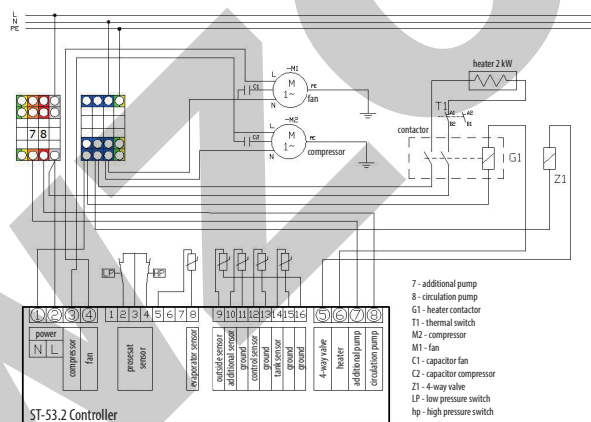 L
N
PE
heater 2 kW
-M1
L
C1
M
1~
PE
fan
N
T1
A1
A2
B2
B1
7 8
-M2
L
C2
M
1~
PE
N
compressor
contactor
G1
Z1
LP
HP
7 - additional pump
8 - circulation pump
G1 - heater contactor
T1 - thermal switch
M2 - compressor
M1 - fan
C1 - capacitor fan
C2 - capacitor compressor
Z1 - 4-way valve
LP - low pressure switch
hp - high pressure switch
1 2 3 4
1 2 3 4 5 6 7 8
9 10 11 12 13 14 15 16
5 6 7 8
power
N L
compressor
fan
prosesat
sensor
evaporator sensor
outside sensor
additional sensor
ground
control sensor
ground
tank sensor
ground
ground
4-way valve
heater
additional pump
circulation pump
ST-53.2 Controller